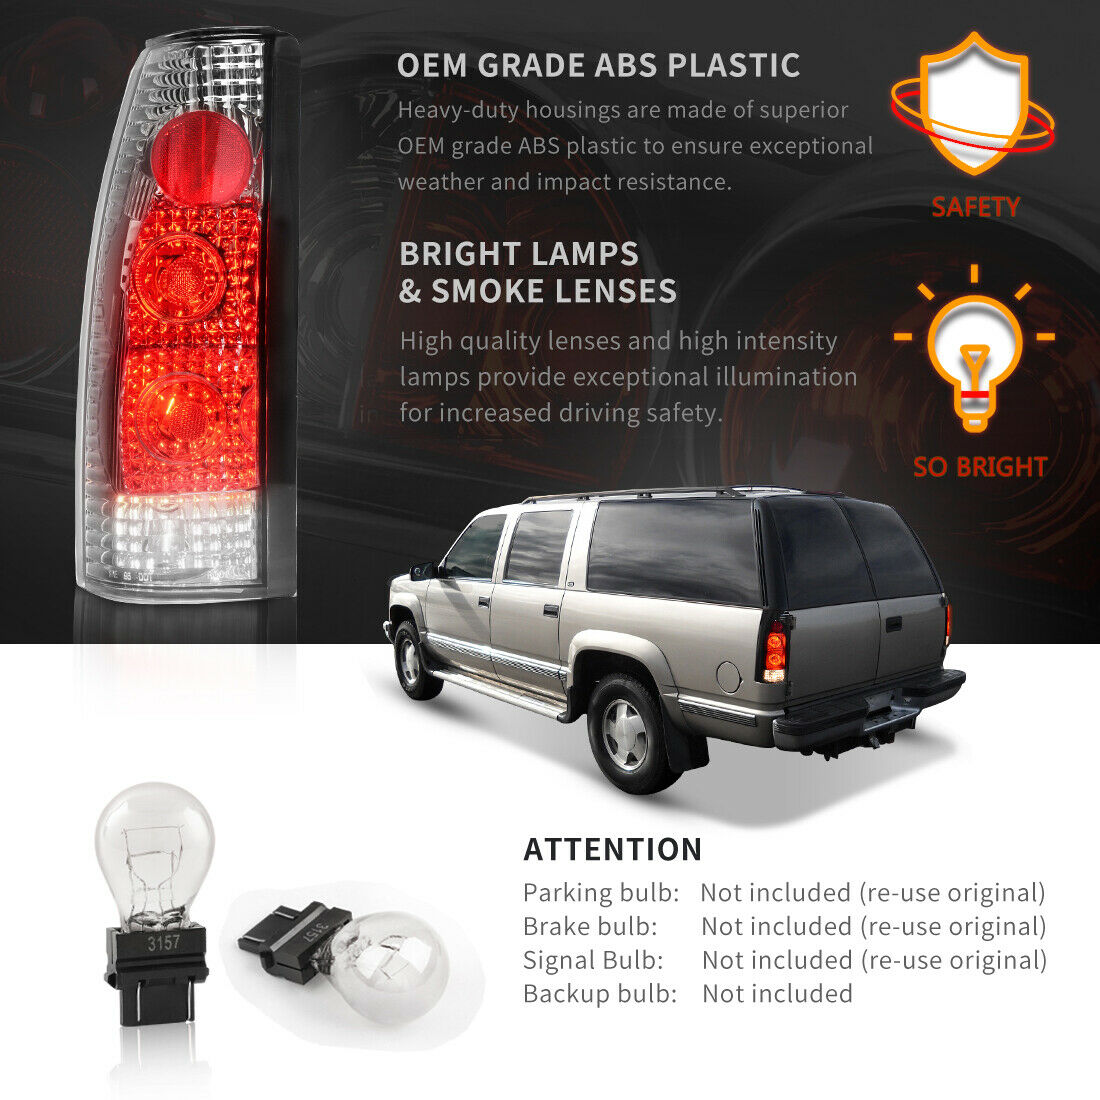 OEM GRADE ABS PLASTIC
Heavy-duty housings are made of superior
OEM grade ABS plastic to ensure exceptional
weather and impact resistance.
SAFETY
BRIGHT LAMPS
& SMOKE LENSES
High quality lenses and high intensity
lamps provide exceptional illumination
for increased driving safety.
SO BRIGHT
DOT
ATTENTION
Parking bulb: Not included (re-use original)
Brake bulb: Not included (re-use original)
Signal Bulb: Not included (re-use original)
Backup bulb: Not included
3157
3157